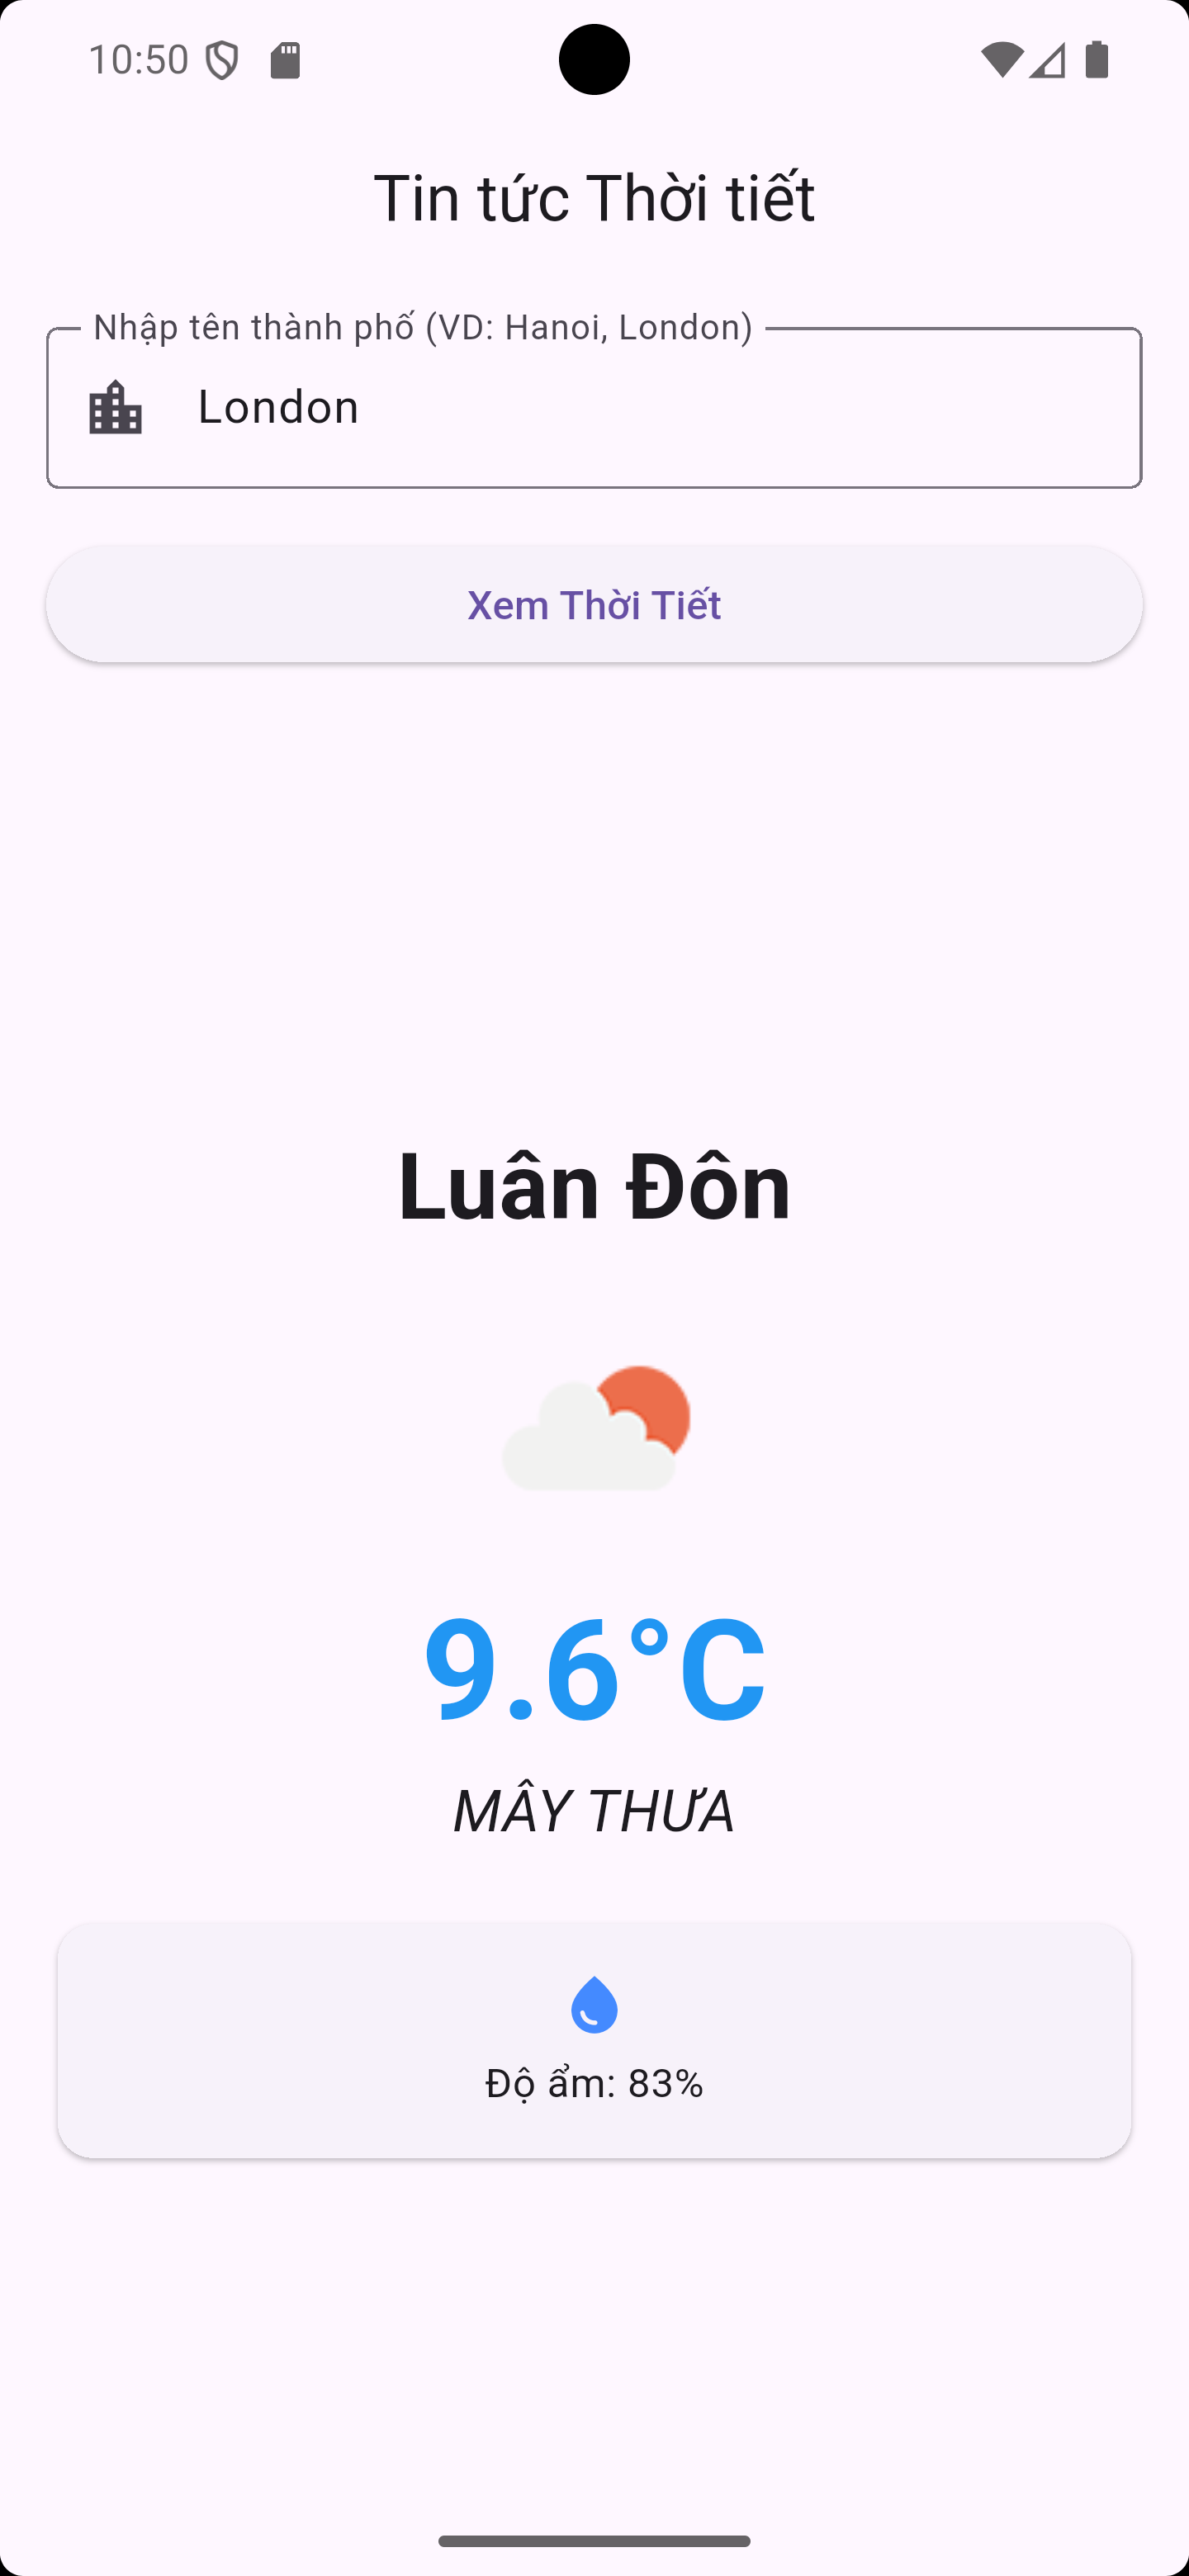 10:50
Tin tức Thời tiết
Nhập tên thành phố (VD: Hanoi, London)
London
Xem Thời Tiết
Luân Đôn
9.6°C
MÂY THƯA
Độ ẩm: 83%